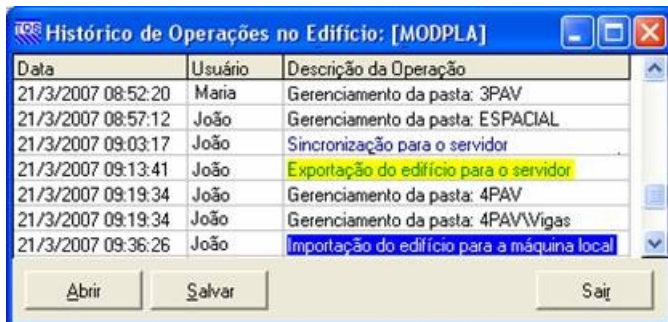 TQS Histórico de Operações no Edifício: [MODPLA]
Data Usuário Descrição da Operação
21/3/2007 08:52:20 Maria Gerenciamento da pasta: 3PAV
21/3/2007 08:57:12 João Gerenciamento da pasta: ESPACIAL
21/3/2007 09:03:17 João Sincronização para o servidor
21/3/2007 09:13:41 João Exportação do edifício para o servidor
21/3/2007 09:19:34 João Gerenciamento da pasta: 4PAV
21/3/2007 09:19:34 João Gerenciamento da pasta: 4PAV\Vigas
21/3/2007 09:36:26 João Importação do edifício para a máquina local
Abrir Salvar Sair